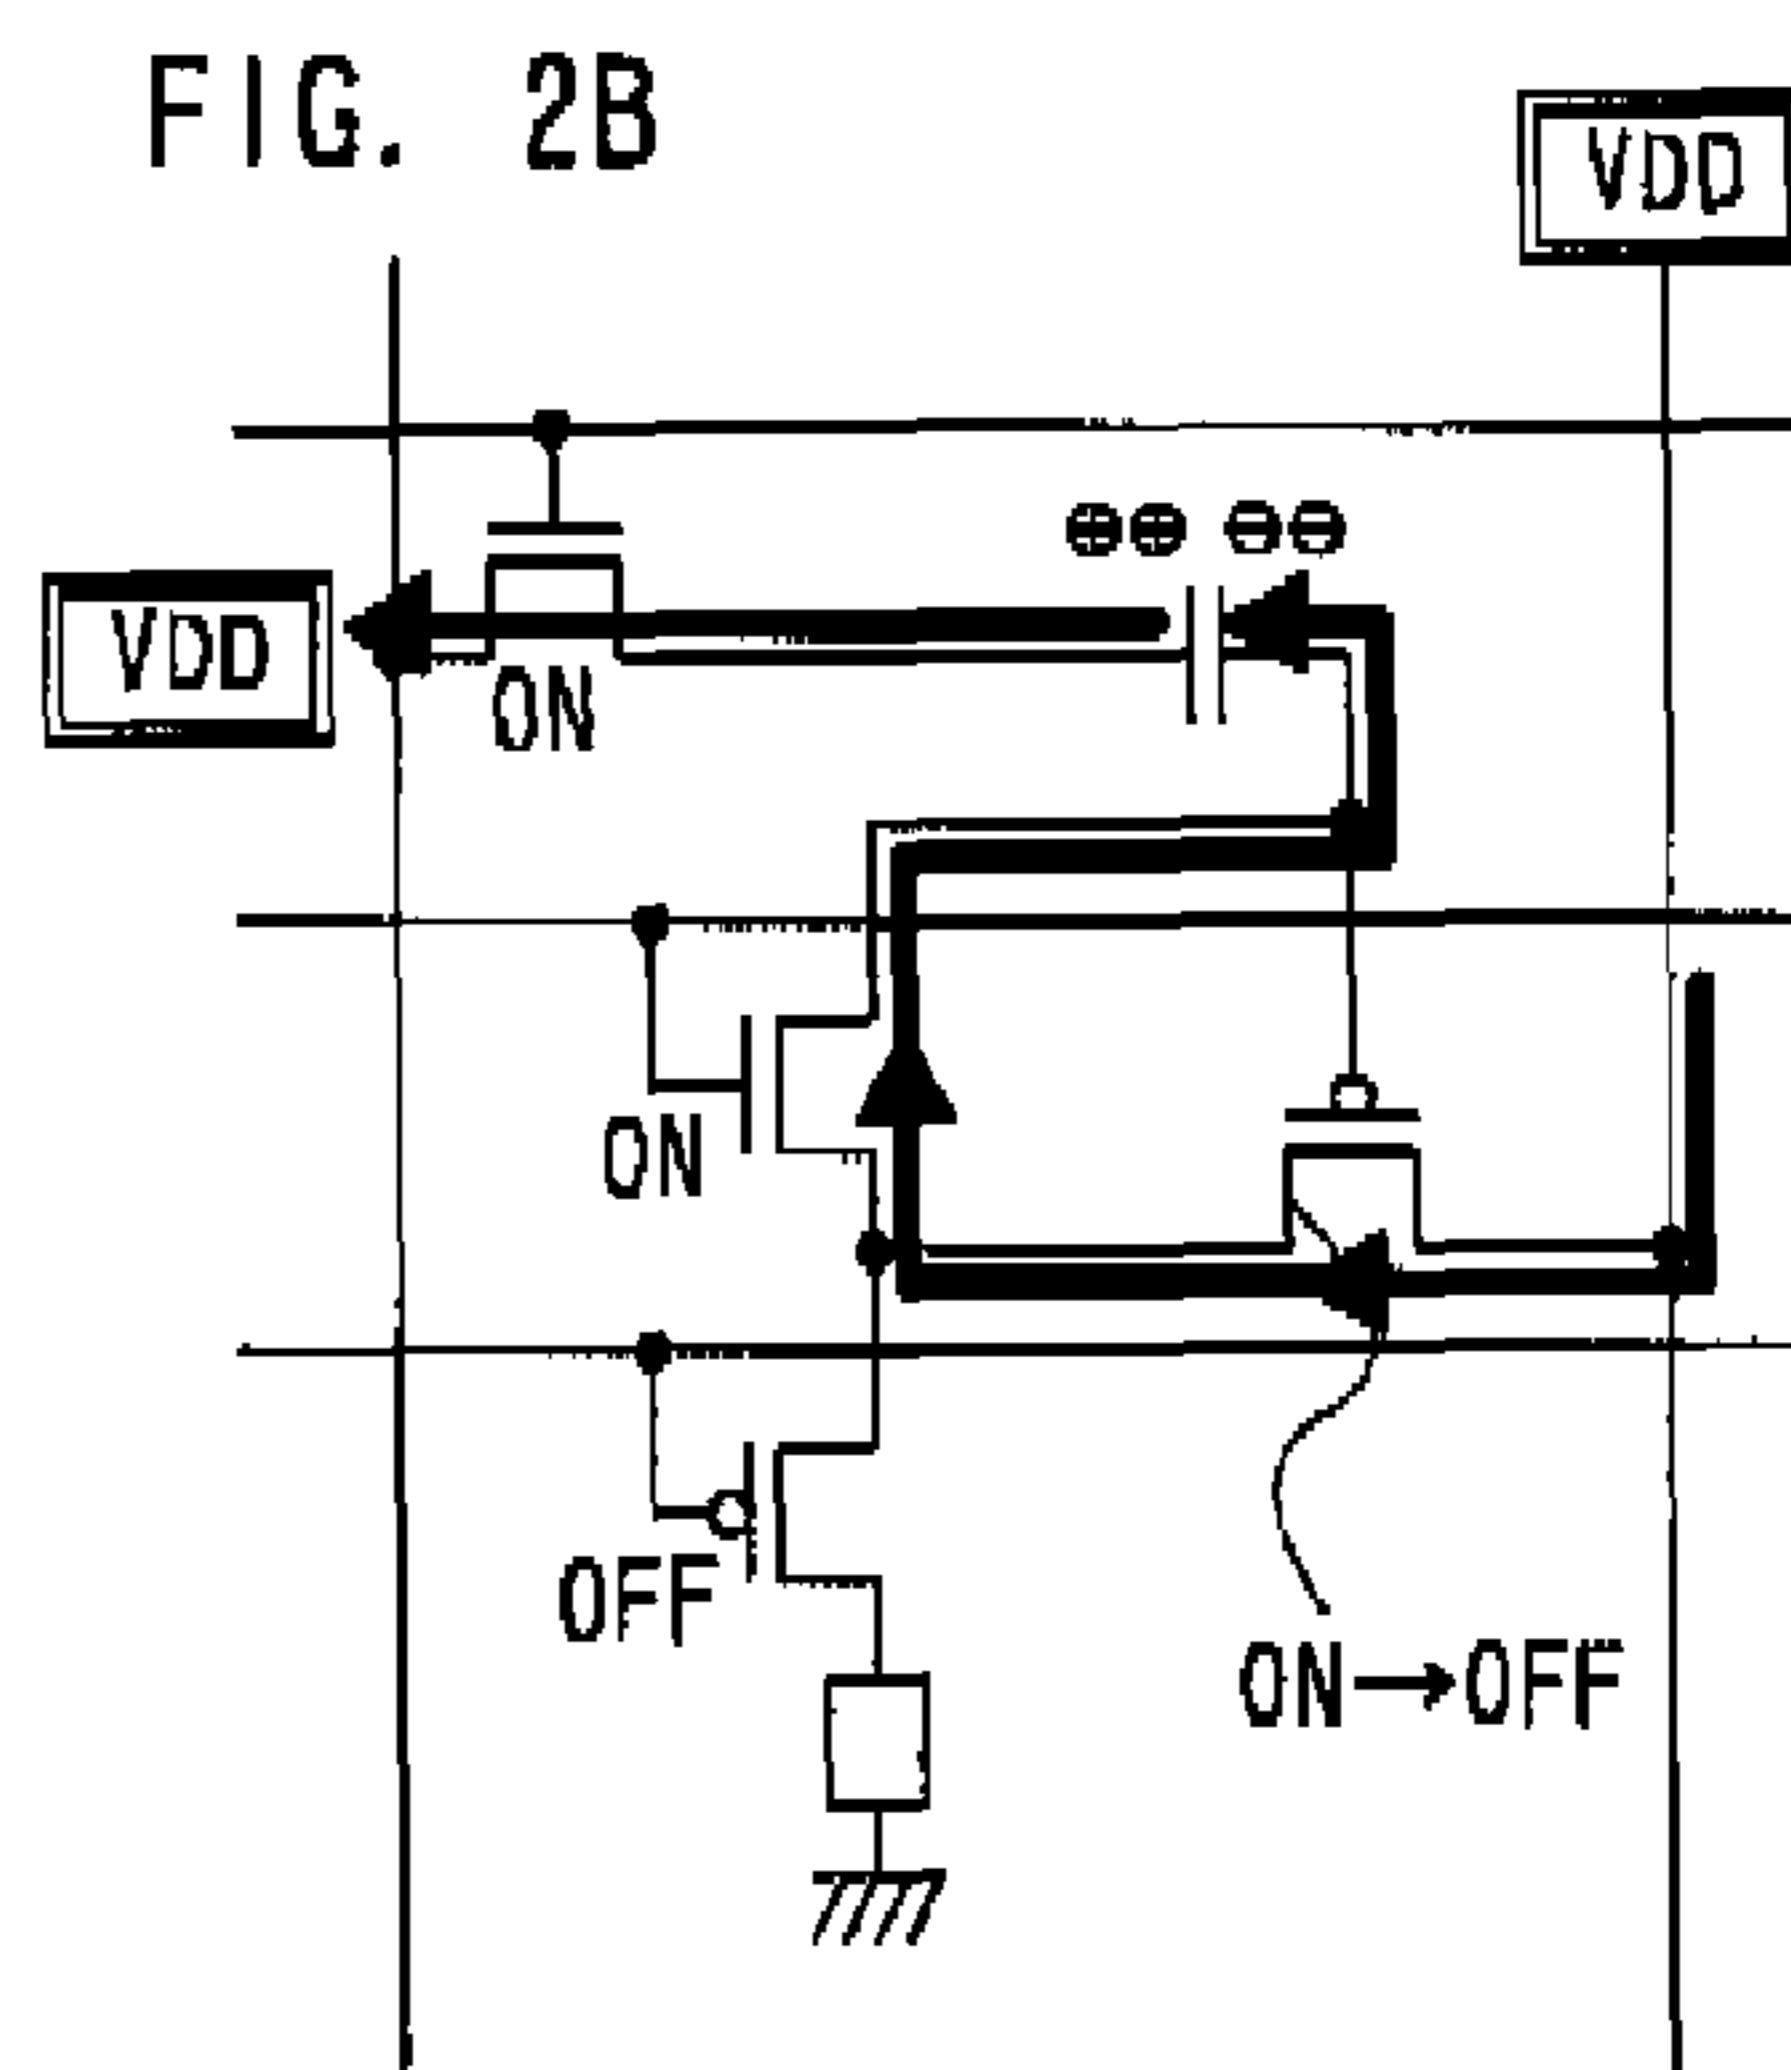 FIG. 2B
VDD
⊕⊕ ⊖⊖
VDD
ON
ON
OFF
ON→OFF